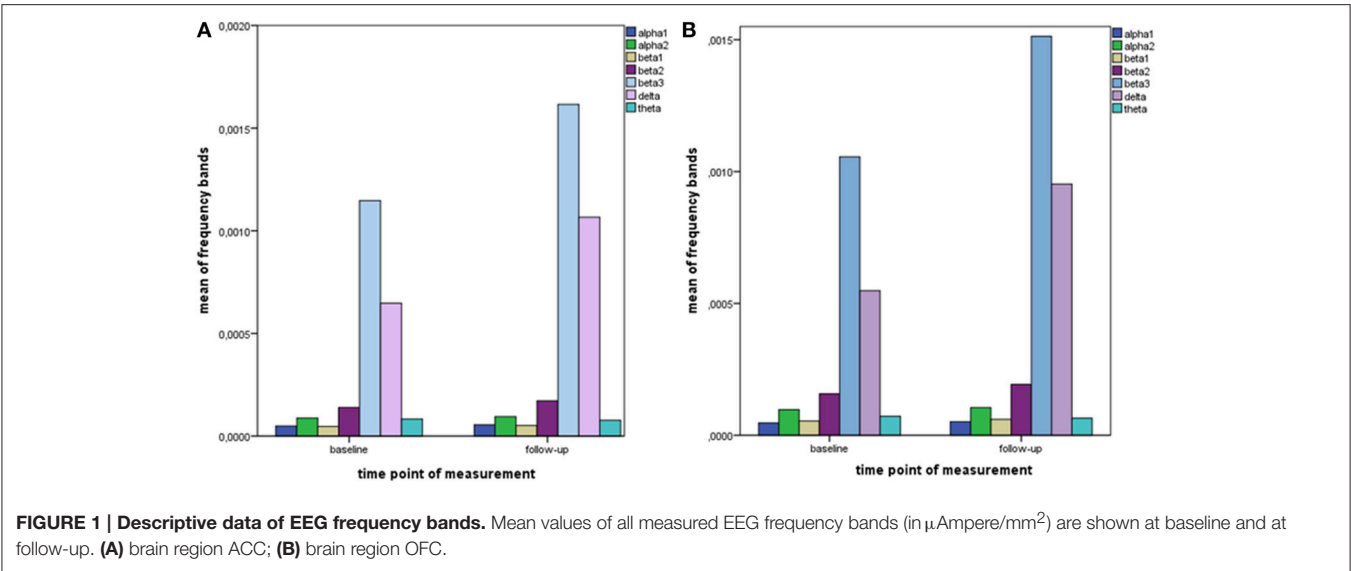 A
0,0020
0,0015
0,0010
0,0005
0,0000
mean of frequency bands
baseline
follow-up
time point of measurement
alpha1
alpha2
beta1
beta2
beta3
delta
theta
B
,0015
,0010
,0005
,0000
mean of frequency bands
baseline
follow-up
time point of measurement
alpha1
alpha2
beta1
beta2
beta3
delta
theta
FIGURE 1 | Descriptive data of EEG frequency bands. Mean values of all measured EEG frequency bands (in μAmpere/mm²) are shown at baseline and at
follow-up. (A) brain region ACC; (B) brain region OFC.